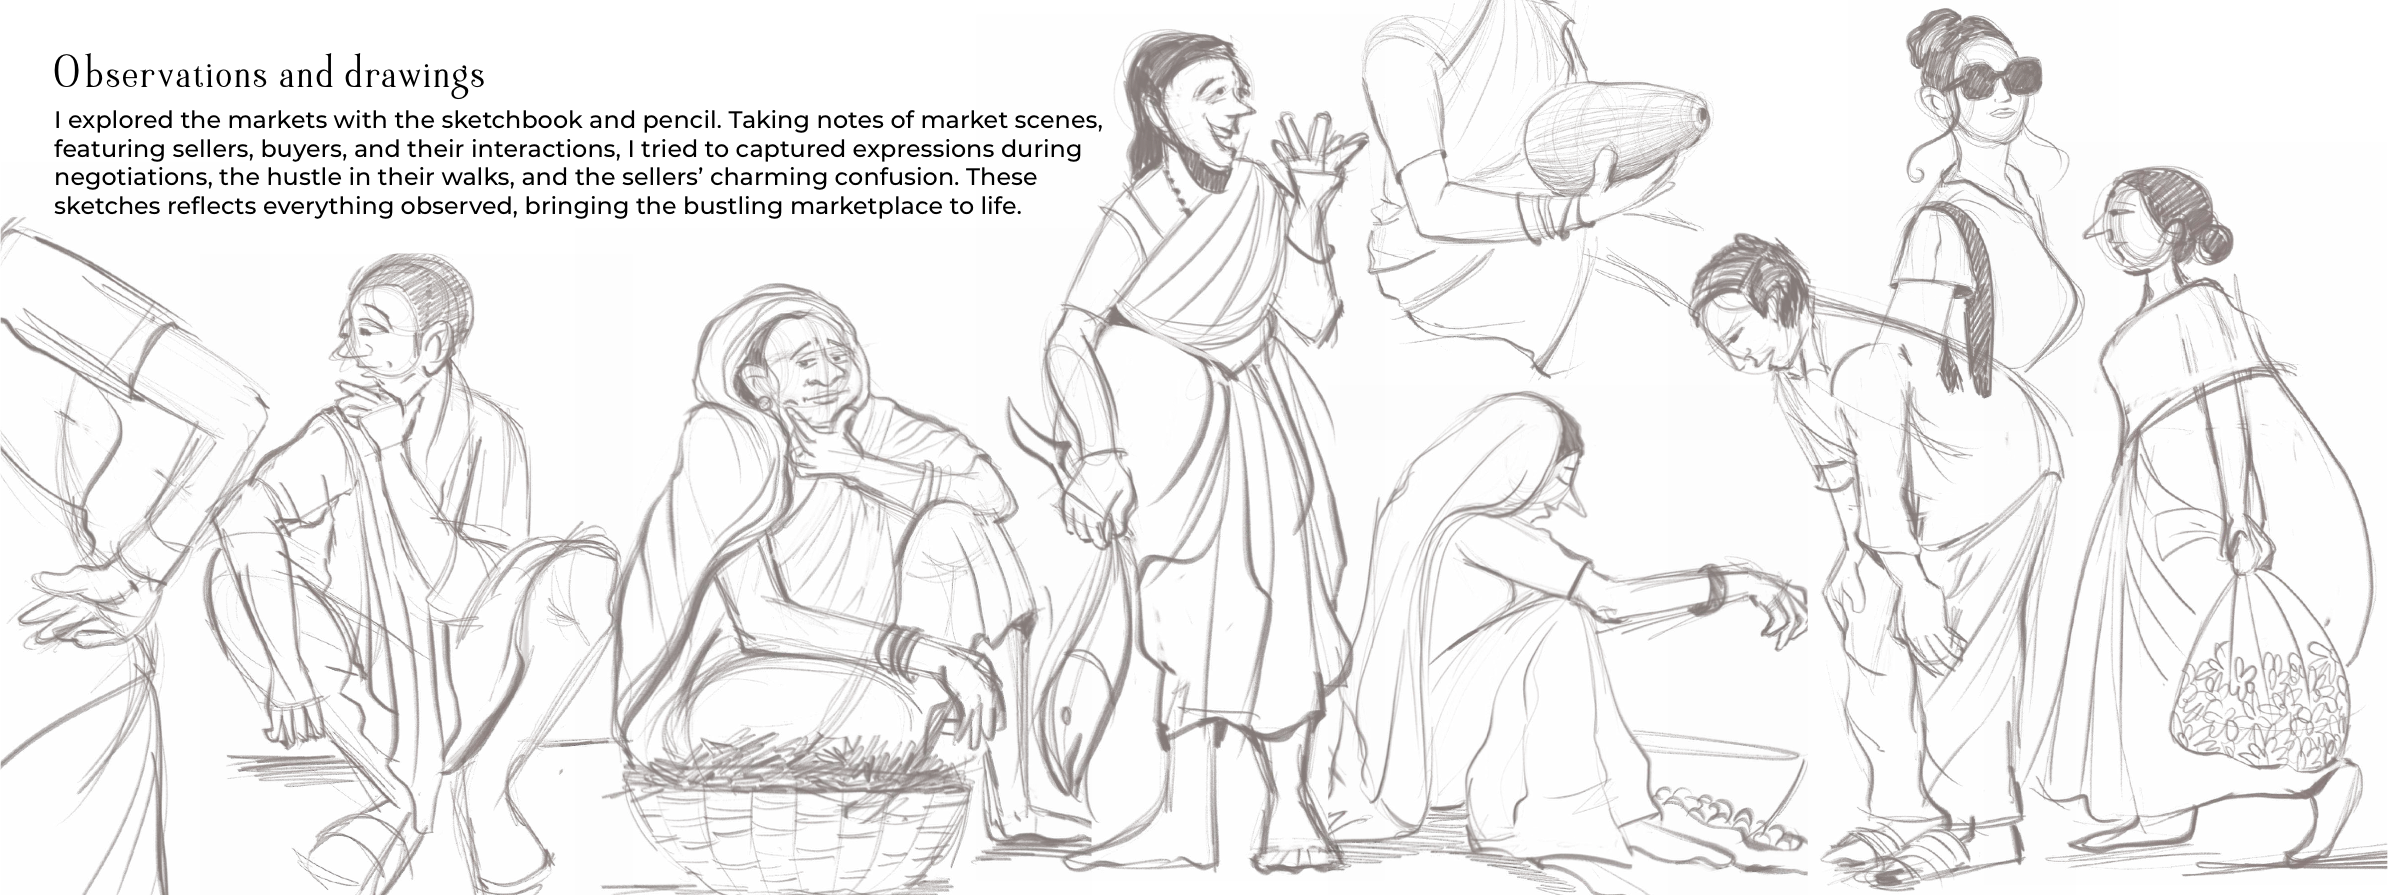 Observations and drawings
I explored the markets with the sketchbook and pencil. Taking notes of market scenes,
featuring sellers, buyers, and their interactions, I tried to captured expressions during
negotiations, the hustle in their walks, and the sellers’ charming confusion. These
sketches reflects everything observed, bringing the bustling marketplace to life.